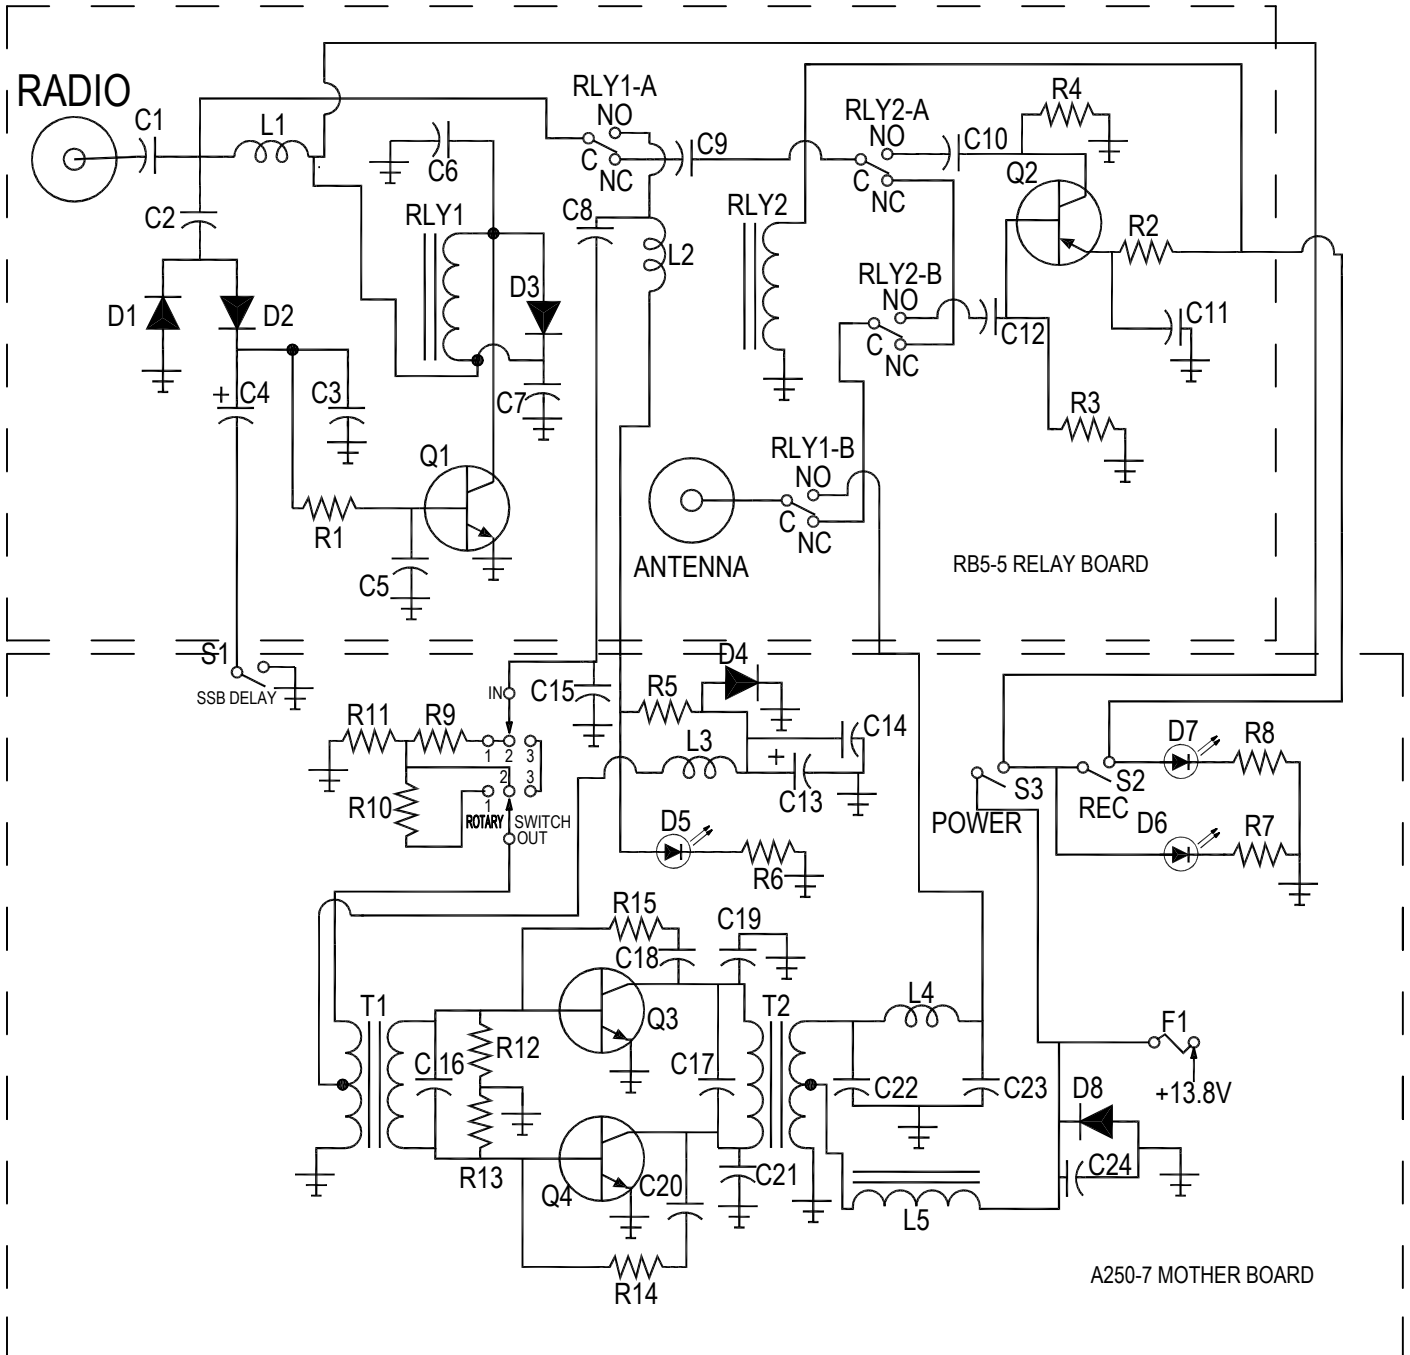 RADIO
C1
L1
RLY1-A
NO
C
NC
C9
RLY2-A
NO
C
NC
C10
R4
Q2
R2
C2
C6
RLY1
C8
L2
RLY2
RLY2-B
NO
C
NC
C12
C11
D1
D2
D3
+
C4
C3
C7
R3
Q1
R1
C5
RLY1-B
NO
C
NC
ANTENNA
RB5-5 RELAY BOARD
S1
SSB DELAY
IN
C15
R5
D4
C14
R11
R9
1 2 3
2 3
1
R10
ROTARY SWITCH
OUT
L3
+
C13
D5
R6
S3
POWER
S2
REC
D7
R8
D6
R7
R15
C18
C19
T1
C16
R12
Q3
C17
T2
L4
C22
C23
F1
+13.8V
D8
R13
Q4
C20
C21
C24
L5
R14
A250-7 MOTHER BOARD